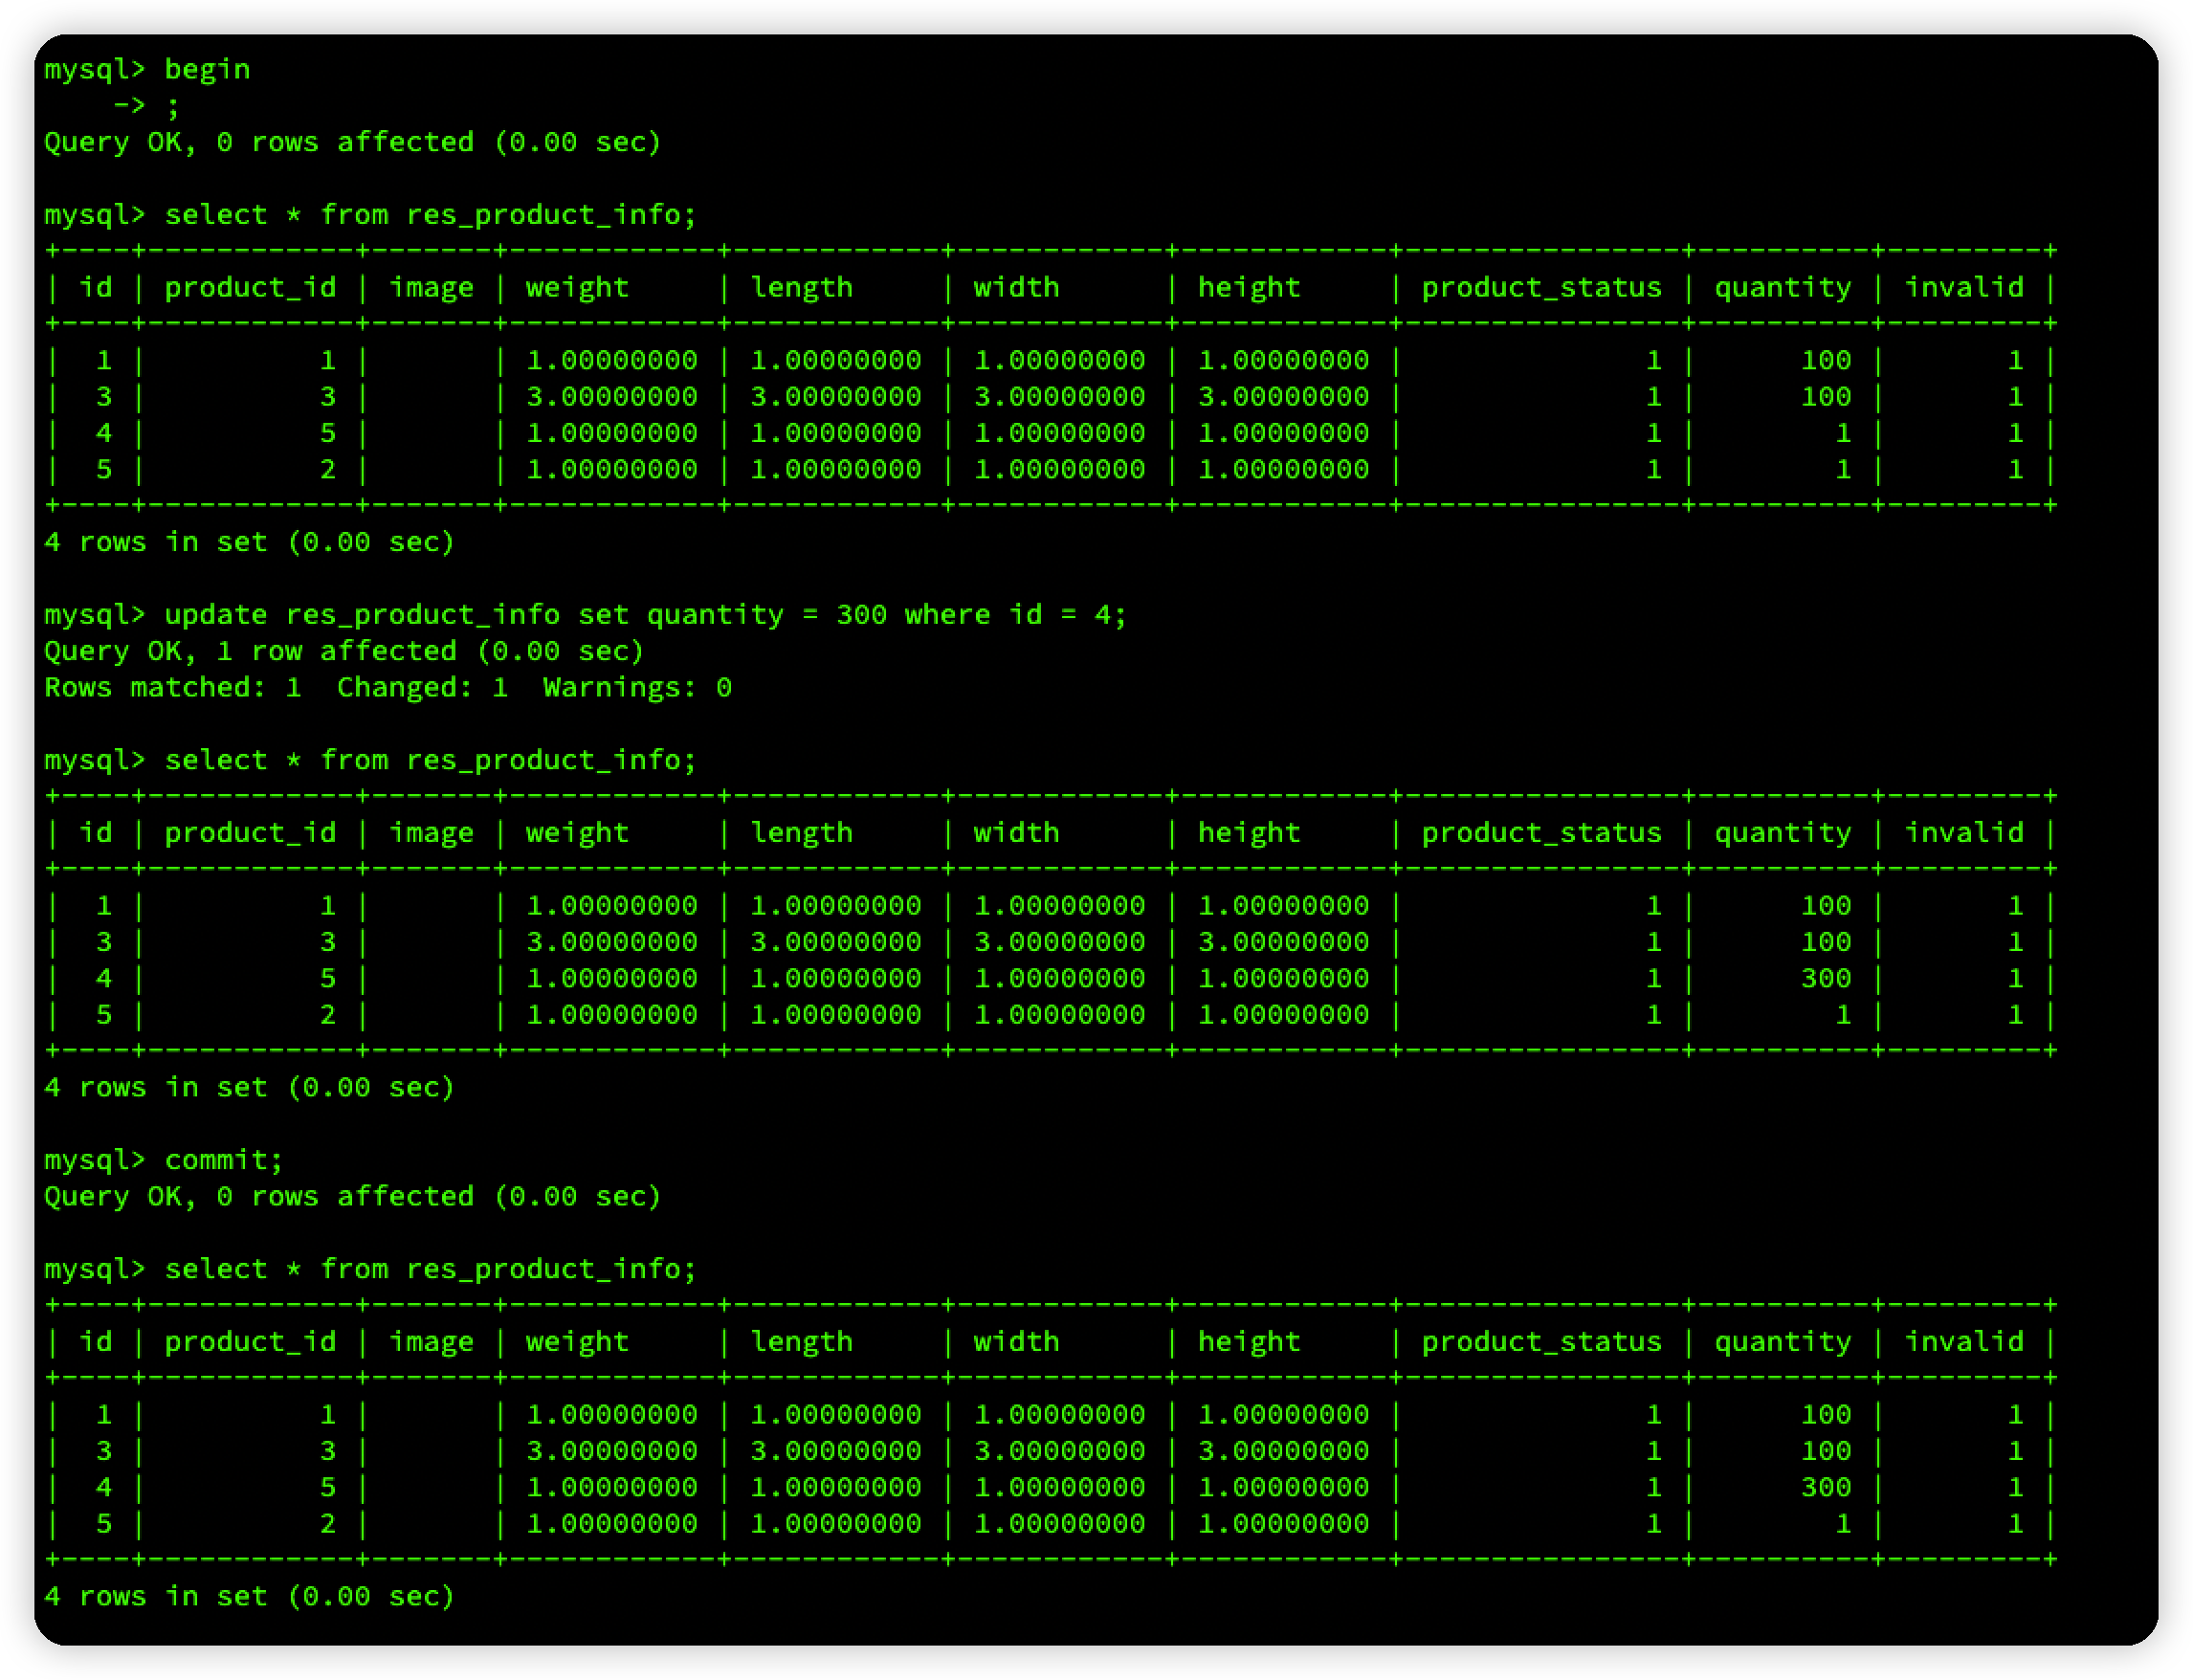 mysql> begin
    -> ;
Query OK, 0 rows affected (0.00 sec)

mysql> select * from res_product_info;
+----+------------+-------+------------+------------+------------+------------+----------------+----------+---------+
| id | product_id | image | weight     | length     | width      | height     | product_status | quantity | invalid |
+----+------------+-------+------------+------------+------------+------------+----------------+----------+---------+
|  1 |          1 |       | 1.00000000 | 1.00000000 | 1.00000000 | 1.00000000 |              1 |      100 |       1 |
|  3 |          3 |       | 3.00000000 | 3.00000000 | 3.00000000 | 3.00000000 |              1 |      100 |       1 |
|  4 |          5 |       | 1.00000000 | 1.00000000 | 1.00000000 | 1.00000000 |              1 |        1 |       1 |
|  5 |          2 |       | 1.00000000 | 1.00000000 | 1.00000000 | 1.00000000 |              1 |        1 |       1 |
+----+------------+-------+------------+------------+------------+------------+----------------+----------+---------+
4 rows in set (0.00 sec)

mysql> update res_product_info set quantity = 300 where id = 4;
Query OK, 1 row affected (0.00 sec)
Rows matched: 1  Changed: 1  Warnings: 0

mysql> select * from res_product_info;
+----+------------+-------+------------+------------+------------+------------+----------------+----------+---------+
| id | product_id | image | weight     | length     | width      | height     | product_status | quantity | invalid |
+----+------------+-------+------------+------------+------------+------------+----------------+----------+---------+
|  1 |          1 |       | 1.00000000 | 1.00000000 | 1.00000000 | 1.00000000 |              1 |      100 |       1 |
|  3 |          3 |       | 3.00000000 | 3.00000000 | 3.00000000 | 3.00000000 |              1 |      100 |       1 |
|  4 |          5 |       | 1.00000000 | 1.00000000 | 1.00000000 | 1.00000000 |              1 |      300 |       1 |
|  5 |          2 |       | 1.00000000 | 1.00000000 | 1.00000000 | 1.00000000 |              1 |        1 |       1 |
+----+------------+-------+------------+------------+------------+------------+----------------+----------+---------+
4 rows in set (0.00 sec)

mysql> commit;
Query OK, 0 rows affected (0.00 sec)

mysql> select * from res_product_info;
+----+------------+-------+------------+------------+------------+------------+----------------+----------+---------+
| id | product_id | image | weight     | length     | width      | height     | product_status | quantity | invalid |
+----+------------+-------+------------+------------+------------+------------+----------------+----------+---------+
|  1 |          1 |       | 1.00000000 | 1.00000000 | 1.00000000 | 1.00000000 |              1 |      100 |       1 |
|  3 |          3 |       | 3.00000000 | 3.00000000 | 3.00000000 | 3.00000000 |              1 |      100 |       1 |
|  4 |          5 |       | 1.00000000 | 1.00000000 | 1.00000000 | 1.00000000 |              1 |      300 |       1 |
|  5 |          2 |       | 1.00000000 | 1.00000000 | 1.00000000 | 1.00000000 |              1 |        1 |       1 |
+----+------------+-------+------------+------------+------------+------------+----------------+----------+---------+
4 rows in set (0.00 sec)